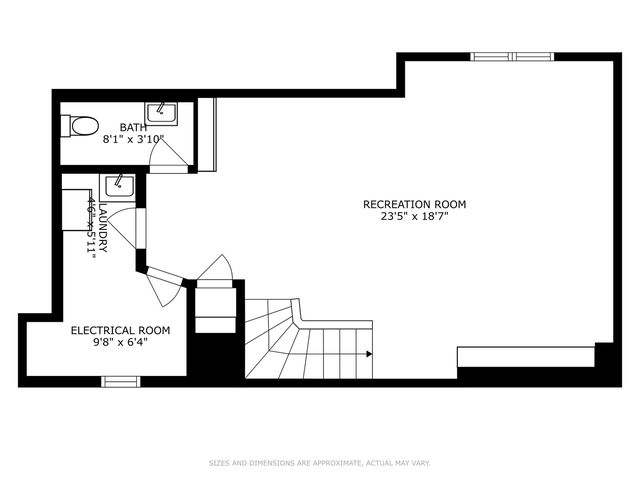 BATH
8'1" x 3'10"
RECREATION ROOM
23'5" x 18'7"
LAUNDRY
4'6" x 5'11"
ELECTRICAL ROOM
9'8" x 6'4"
SIZES AND DIMENSIONS ARE APPROXIMATE, ACTUAL MAY VARY.